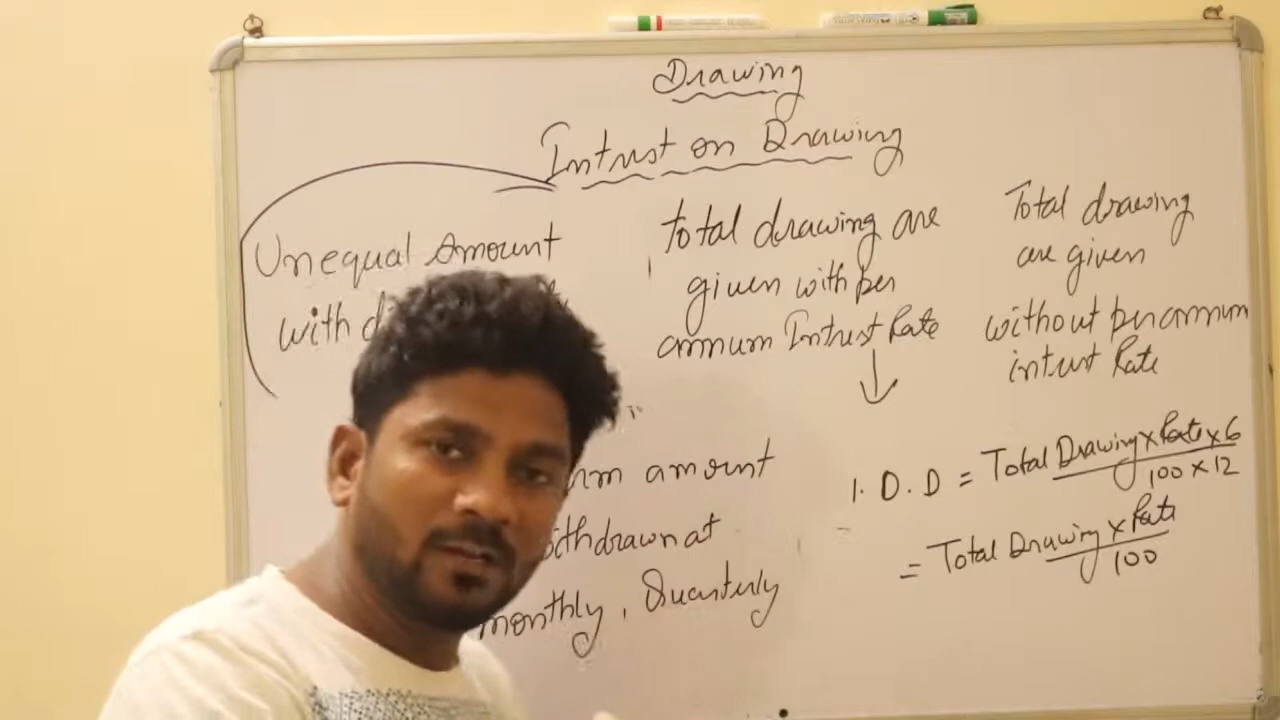 Drawing
Intrust on Drawing
Unequal Amount
with
total drawing are
given with per
annum Intrust Rate
Total drawing
are given
without per annum
intrust Rate
amount
withdrawn at
monthly, Quarterly
I. O. D = Total Drawing x Rate x 6
100 x 12
= Total Drawing x Rate
100